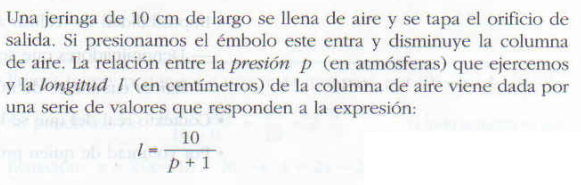 Una jeringa de 10 cm de largo se llena de aire y se tapa el orificio de
salida. Si presionamos el émbolo este entra y disminuye la columna
de aire. La relación entre la presión p (en atmósferas) que ejercemos
y la longitud l (en centímetros) de la columna de aire viene dada por
una serie de valores que responden a la expresión:
l = 10 / (p + 1)